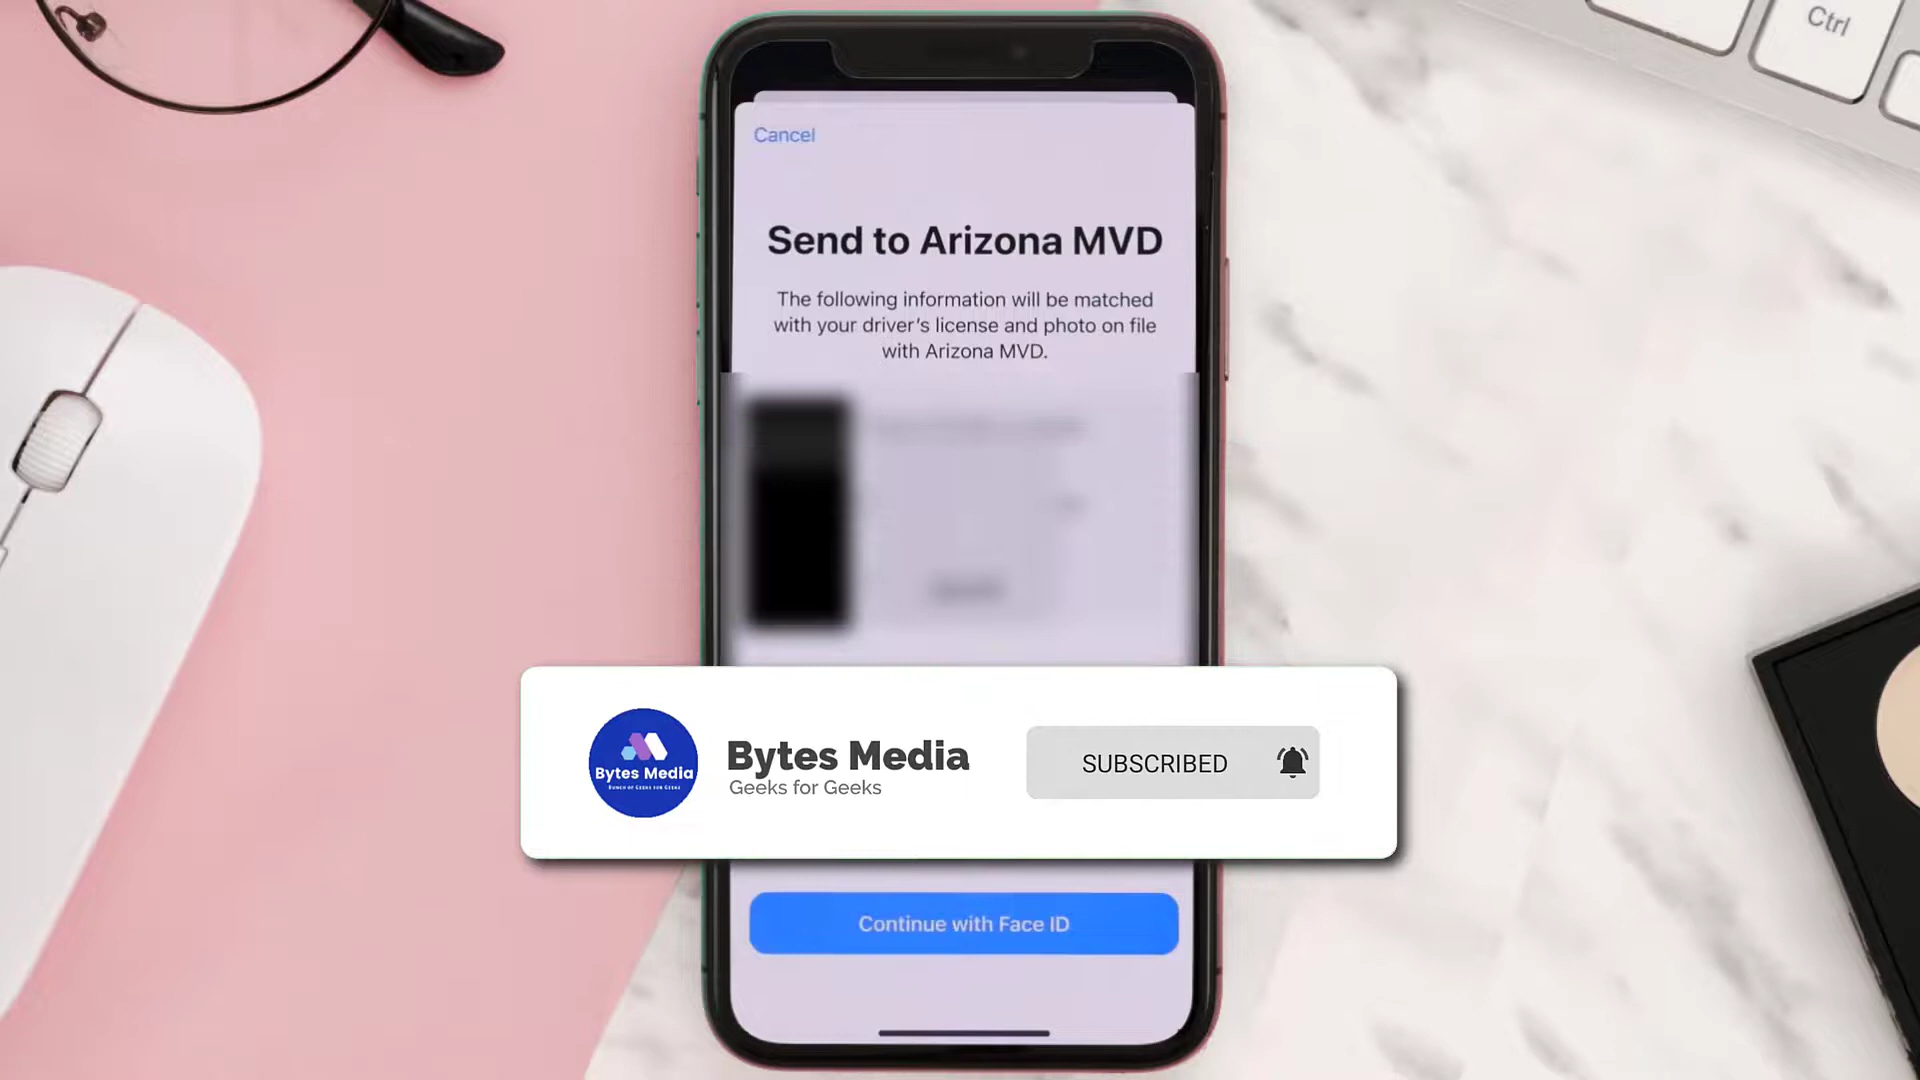 Ctrl
Cancel
Send to Arizona MVD
The following information will be matched
with your driver's license and photo on file
with Arizona MVD.
Bytes Media
Bytes Media
Geeks for Geeks
SUBSCRIBED
Continue with Face ID